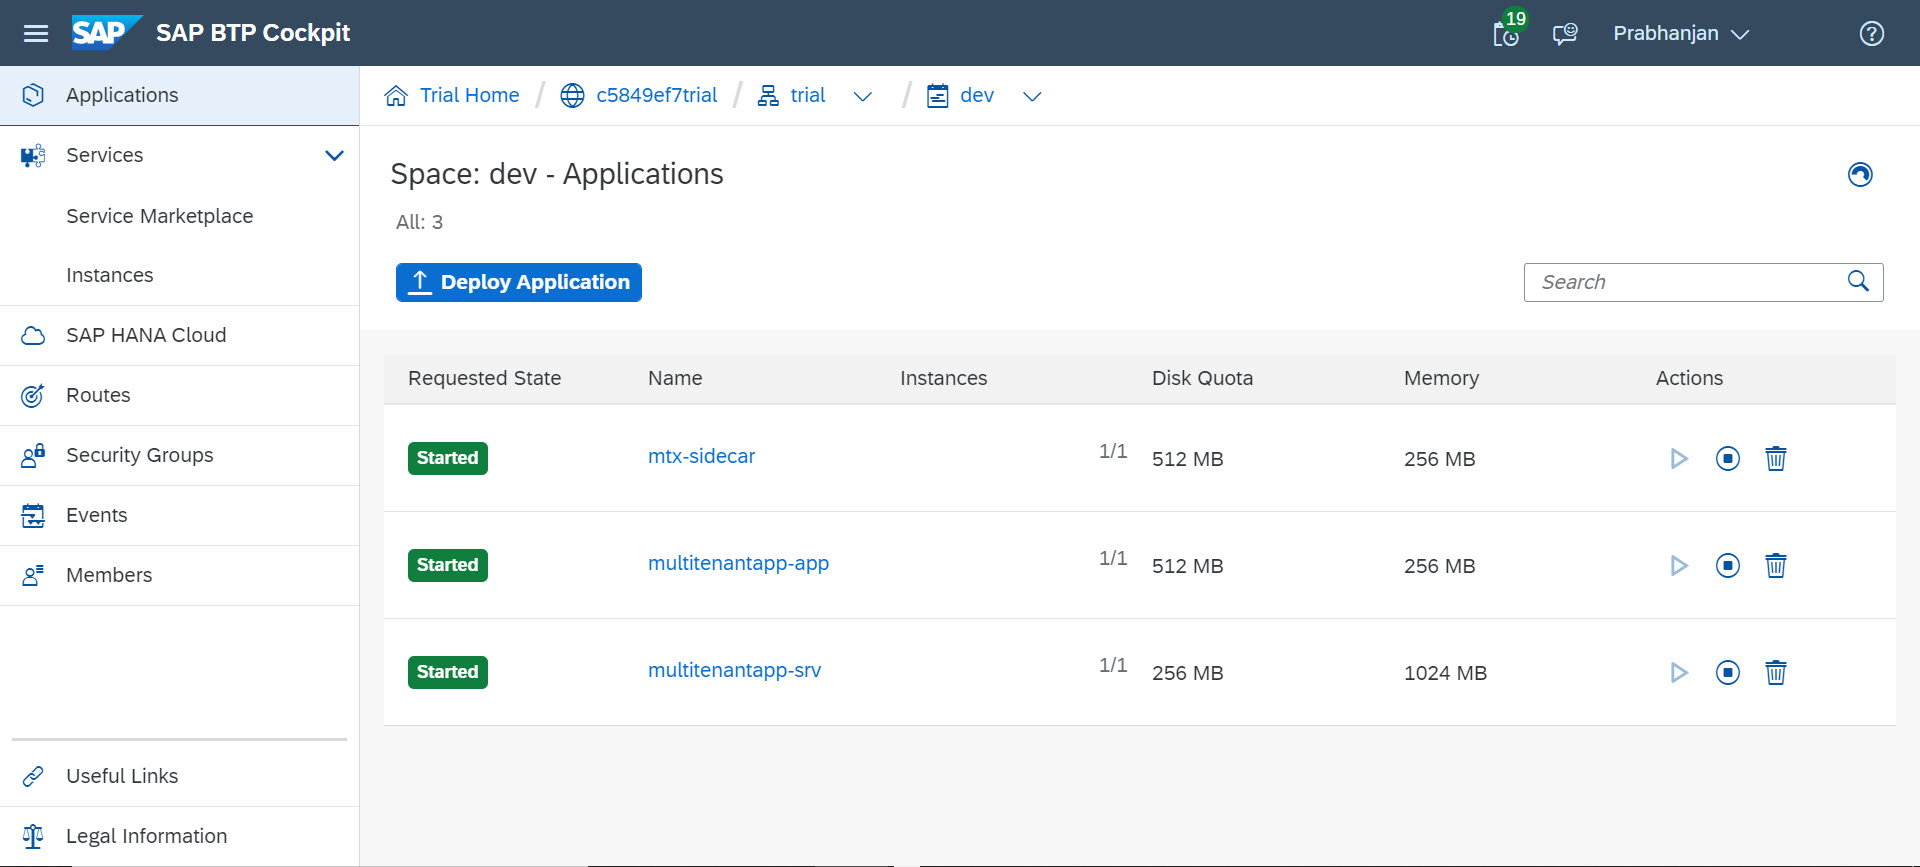 SAP SAP BTP Cockpit 19 Prabhanjan
Applications
Services
Service Marketplace
Instances
SAP HANA Cloud
Routes
Security Groups
Events
Members
Useful Links
Legal Information
Trial Home / c5849ef7trial / trial / dev
Space: dev - Applications
All: 3
Deploy Application Search
Requested State Name Instances Disk Quota Memory Actions
Started mtx-sidecar 1/1 512 MB 256 MB
Started multitenantapp-app 1/1 512 MB 256 MB
Started multitenantapp-srv 1/1 256 MB 1024 MB